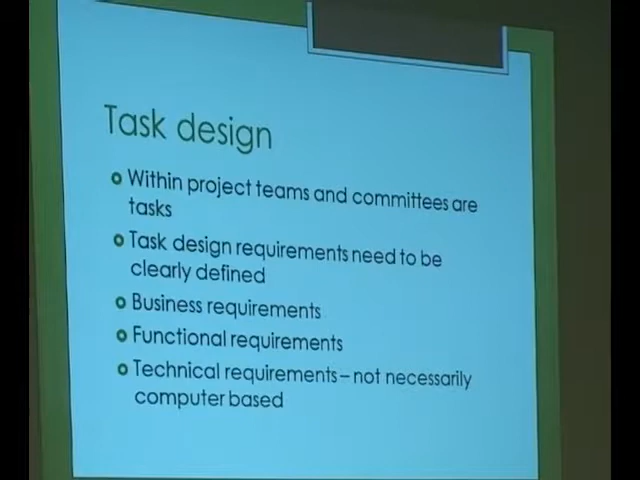 Task design
Within project teams and committees are
tasks
Task design requirements need to be
clearly defined
Business requirements
Functional requirements
Technical requirements – not necessarily
computer based